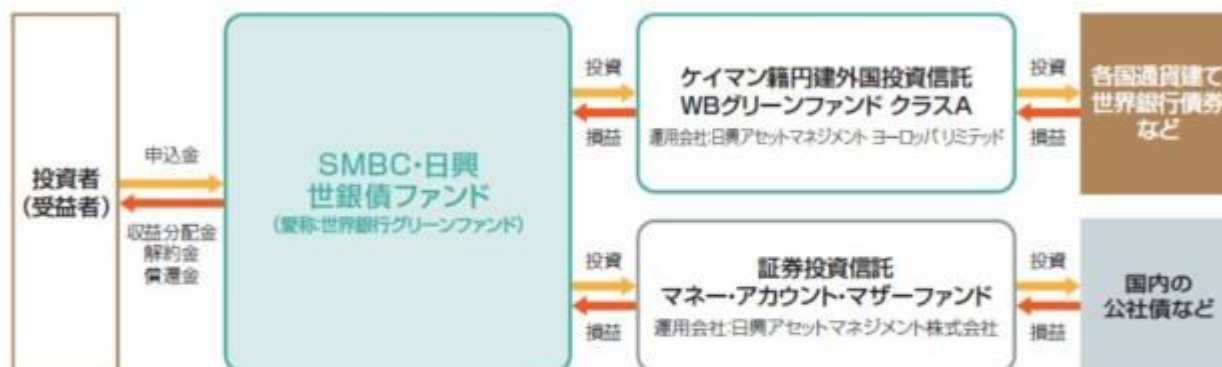 投資者
(受益者)
申込金
収益分配金
解約金
償還金
SMBC・日興
世銀債ファンド
(愛称:世界銀行グリーンファンド)
投資
損益
ケイマン籍円建外国投資信託
WBグリーンファンド クラスA
運用会社:日興アセットマネジメント ヨーロッパリミテッド
投資
損益
各国通貨建て
世界銀行債券
など
投資
損益
証券投資信託
マネー・アカウント・マザーファンド
運用会社:日興アセットマネジメント株式会社
投資
損益
国内の
公社債など